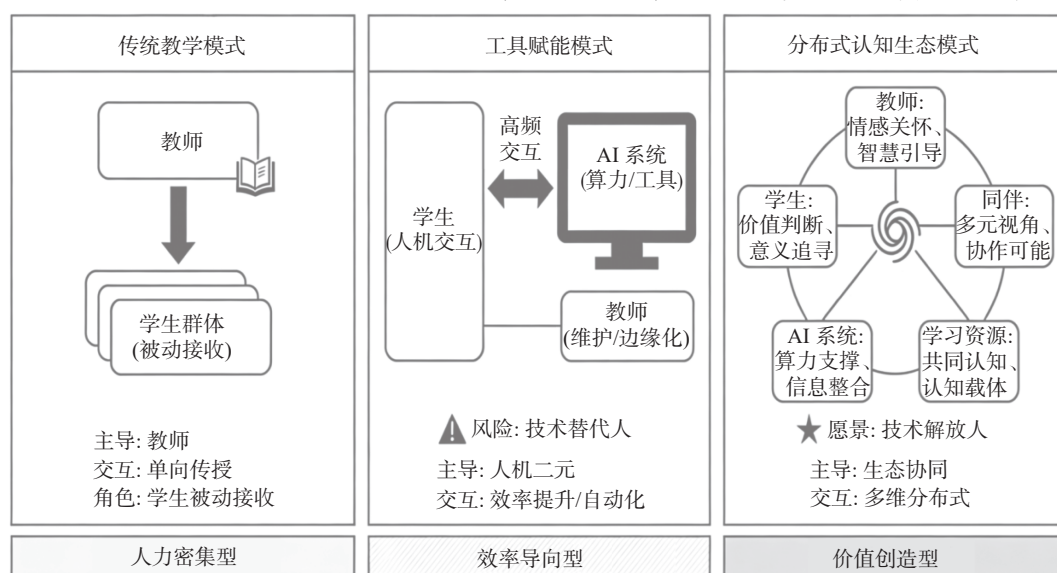 传统教学模式
教师
学生群体
(被动接收)
主导: 教师
交互: 单向传授
角色: 学生被动接收
人力密集型
工具赋能模式
学生
(人机交互)
高频
交互
AI 系统
(算力/工具)
教师
(维护/边缘化)
风险: 技术替代人
主导: 人机二元
交互: 效率提升/自动化
效率导向型
分布式认知生态模式
教师:
情感关怀、
智慧引导
学生:
价值判断、
意义追寻
同伴:
多元视角、
协作可能
AI 系统:
算力支撑、
信息整合
学习资源:
共同认知、
认知载体
愿景: 技术解放人
主导: 生态协同
交互: 多维分布式
价值创造型